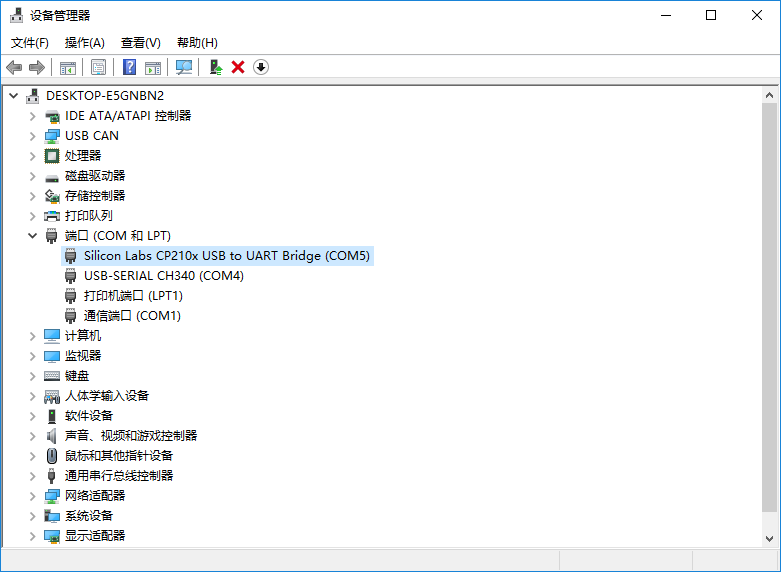 设备管理器
文件(F) 操作(A) 查看(V) 帮助(H)
DESKTOP-E5GNBN2
IDE ATA/ATAPI 控制器
USB CAN
处理器
磁盘驱动器
存储控制器
打印队列
端口 (COM 和 LPT)
Silicon Labs CP210x USB to UART Bridge (COM5)
USB-SERIAL CH340 (COM4)
打印机端口 (LPT1)
通信端口 (COM1)
计算机
监视器
键盘
人体学输入设备
软件设备
声音、视频和游戏控制器
鼠标和其他指针设备
通用串行总线控制器
网络适配器
系统设备
显示适配器